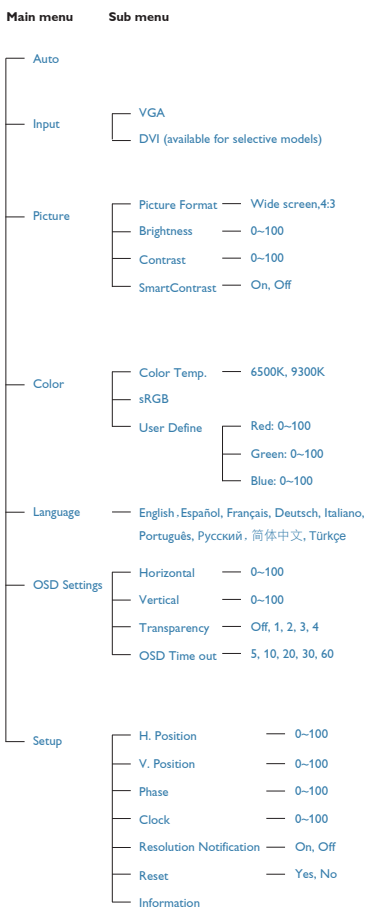 Main menu Sub menu
Auto
Input
VGA
DVI (available for selective models)
Picture
Picture Format Wide screen,4:3
Brightness 0~100
Contrast 0~100
SmartContrast On, Off
Color
Color Temp. 6500K, 9300K
sRGB
User Define Red: 0~100
Green: 0~100
Blue: 0~100
Language English , Español, Français, Deutsch, Italiano,
Português, Русский, 简体中文, Türkçe
OSD Settings
Horizontal 0~100
Vertical 0~100
Transparency Off, 1, 2, 3, 4
OSD Time out 5, 10, 20, 30, 60
Setup
H. Position 0~100
V. Position 0~100
Phase 0~100
Clock 0~100
Resolution Notification On, Off
Reset Yes, No
Information